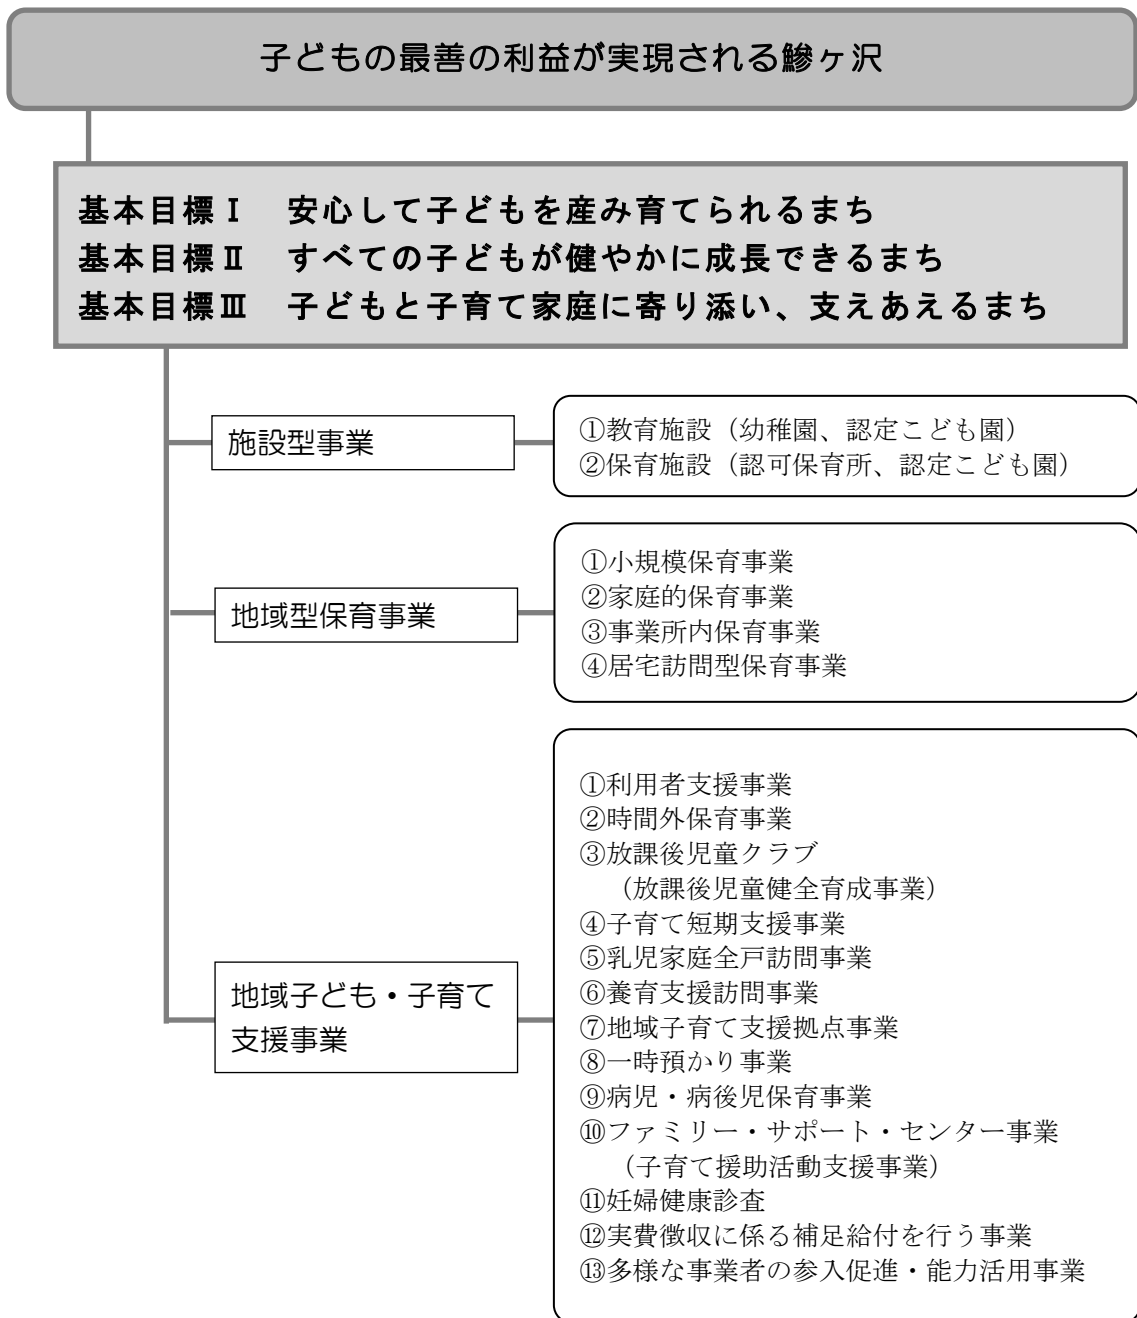 子どもの最善の利益が実現される鰺ヶ沢
基本目標Ⅰ　安心して子どもを産み育てられるまち
基本目標Ⅱ　すべての子どもが健やかに成長できるまち
基本目標Ⅲ　子どもと子育て家庭に寄り添い、支えあえるまち
施設型事業
①教育施設（幼稚園、認定こども園）
②保育施設（認可保育所、認定こども園）
地域型保育事業
①小規模保育事業
②家庭的保育事業
③事業所内保育事業
④居宅訪問型保育事業
地域子ども・子育て
支援事業
①利用者支援事業
②時間外保育事業
③放課後児童クラブ
（放課後児童健全育成事業）
④子育て短期支援事業
⑤乳児家庭全戸訪問事業
⑥養育支援訪問事業
⑦地域子育て支援拠点事業
⑧一時預かり事業
⑨病児・病後児保育事業
⑩ファミリー・サポート・センター事業
（子育て援助活動支援事業）
⑪妊婦健康診査
⑫実費徴収に係る補足給付を行う事業
⑬多様な事業者の参入促進・能力活用事業